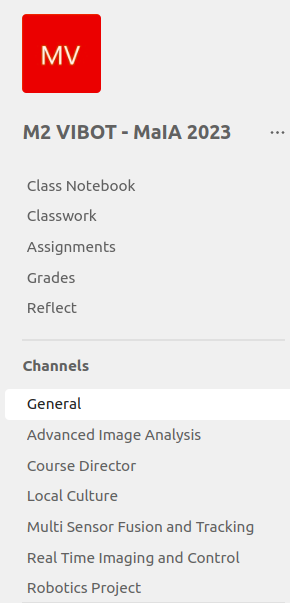 MV
M2 VIBOT - MaIA 2023 ...
Class Notebook
Classwork
Assignments
Grades
Reflect
Channels
General
Advanced Image Analysis
Course Director
Local Culture
Multi Sensor Fusion and Tracking
Real Time Imaging and Control
Robotics Project